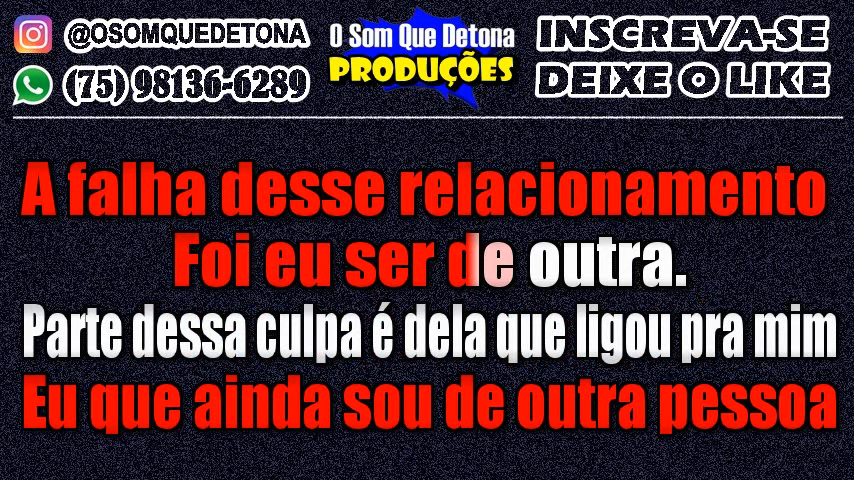 @OSOMQUEDETONA
(75) 98136-6289
O Som Que Detona
PRODUÇÕES
INSCREVA-SE
DEIXE O LIKE
A falha desse relacionamento
Foi eu ser de outra.
Parte dessa culpa é dela que ligou pra mim
Eu que ainda sou de outra pessoa